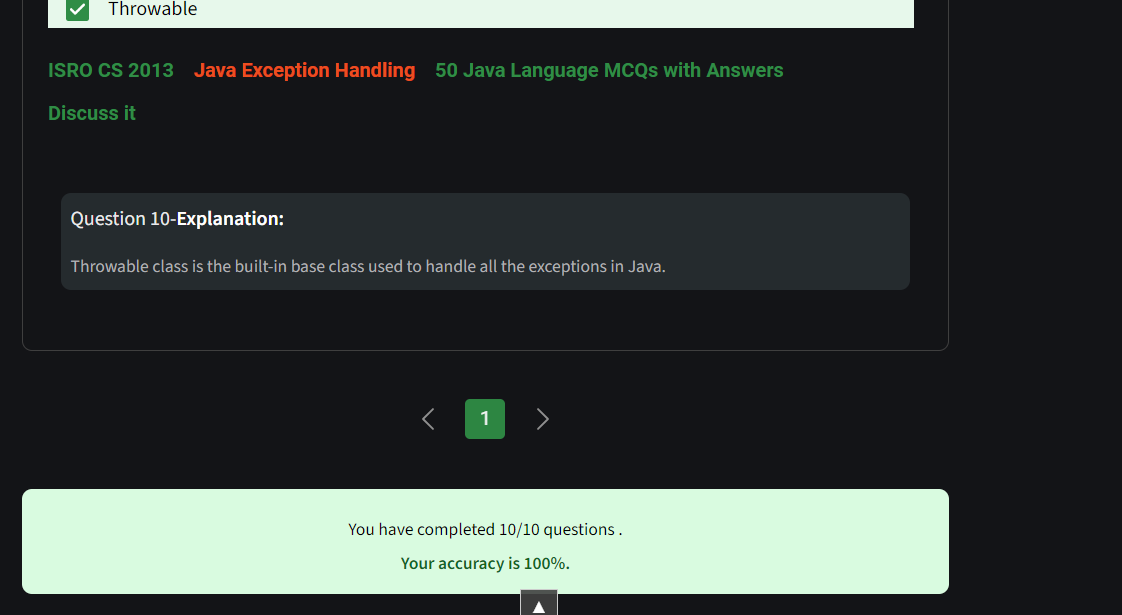 Throwable
ISRO CS 2013 Java Exception Handling 50 Java Language MCQs with Answers
Discuss it
Question 10-Explanation:
Throwable class is the built-in base class used to handle all the exceptions in Java.
1
You have completed 10/10 questions .
Your accuracy is 100%.